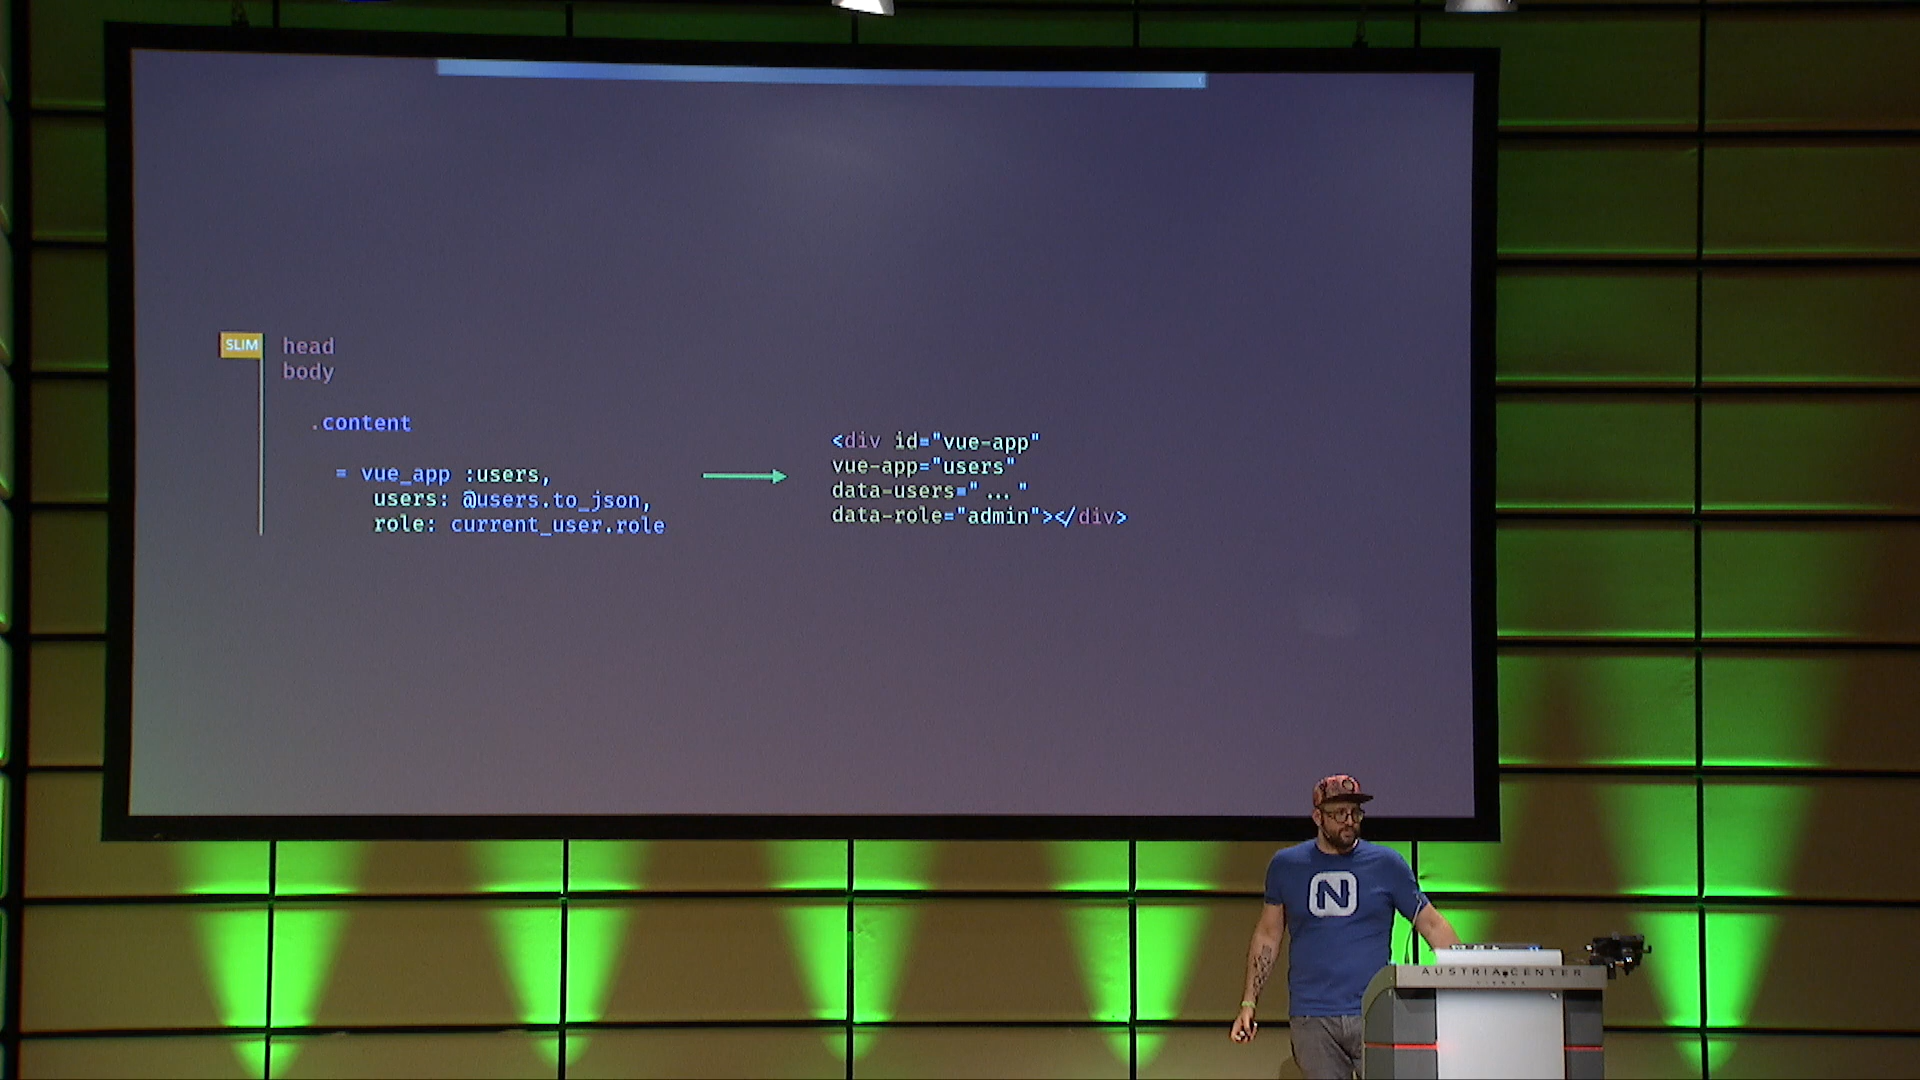 SLIM
head
body
.content
= vue_app :users,
users: @users.to_json,
role: current_user.role
<div id="vue-app"
vue-app="users"
data-users="..."
data-role="admin"></div>
N
AUSTRIA CENTER
VIENNA